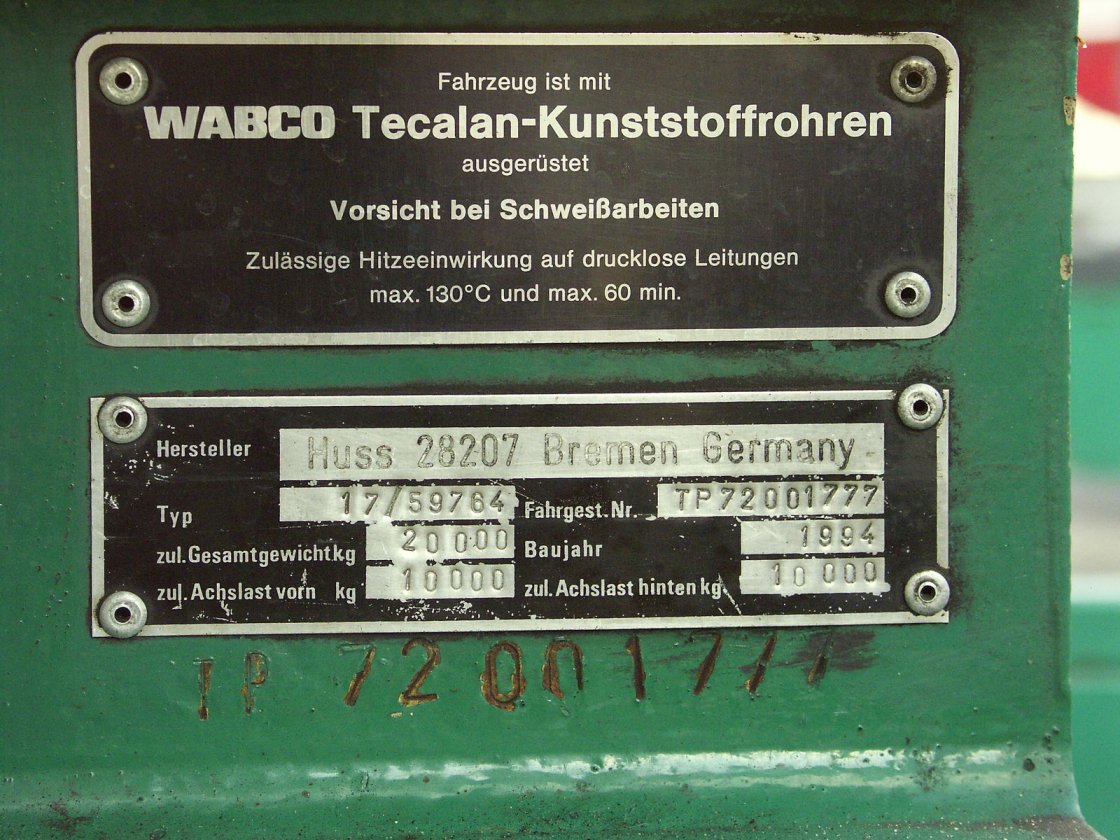 Fahrzeug ist mit
WABCO Tecalan-Kunststoffrohren
ausgerüstet
Vorsicht bei Schweißarbeiten
Zulässige Hitzeeinwirkung auf drucklose Leitungen
max. 130°C und max. 60 min.
Hersteller Huss 28207 Bremen Germany
Typ 17/59764 Fahrgest.Nr. TP72001777
zul.Gesamtgewicht kg 20000 Baujahr 1994
zul.Achslast vorn kg 10000 zul.Achslast hinten kg 10000
TP 72001777